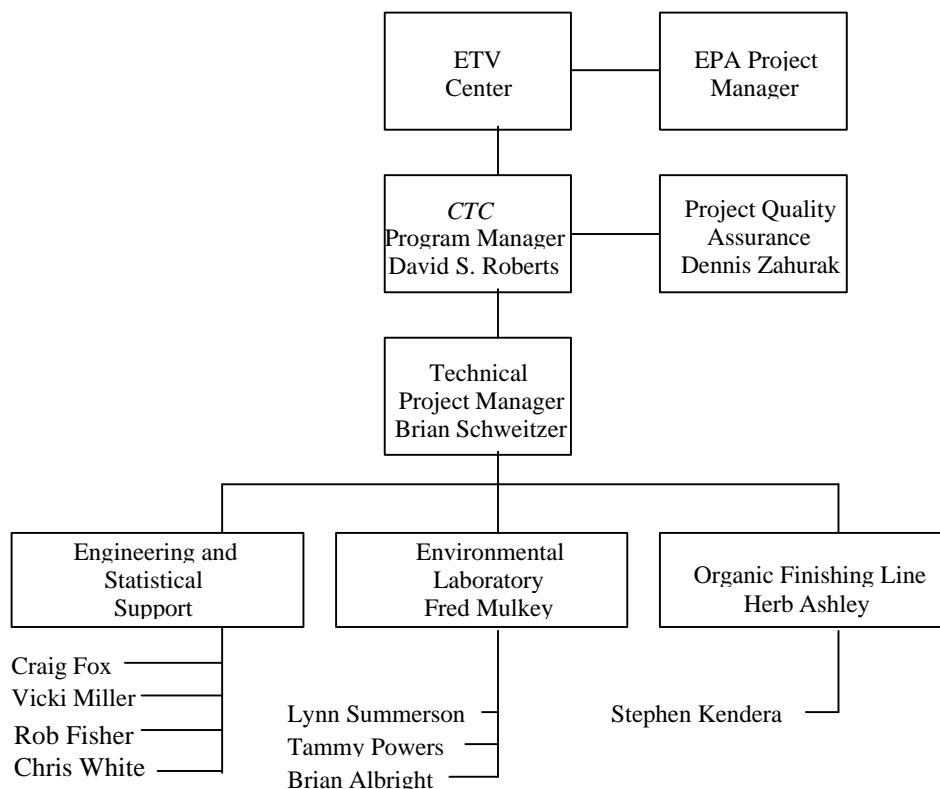 ETV
Center
EPA Project
Manager
CTC
Program Manager
David S. Roberts
Project Quality
Assurance
Dennis Zahurak
Technical
Project Manager
Brian Schweitzer
Engineering and
Statistical
Support
Environmental
Laboratory
Fred Mulkey
Organic Finishing Line
Herb Ashley
Craig Fox
Vicki Miller
Rob Fisher
Chris White
Lynn Summerson
Tammy Powers
Brian Albright
Stephen Kendera